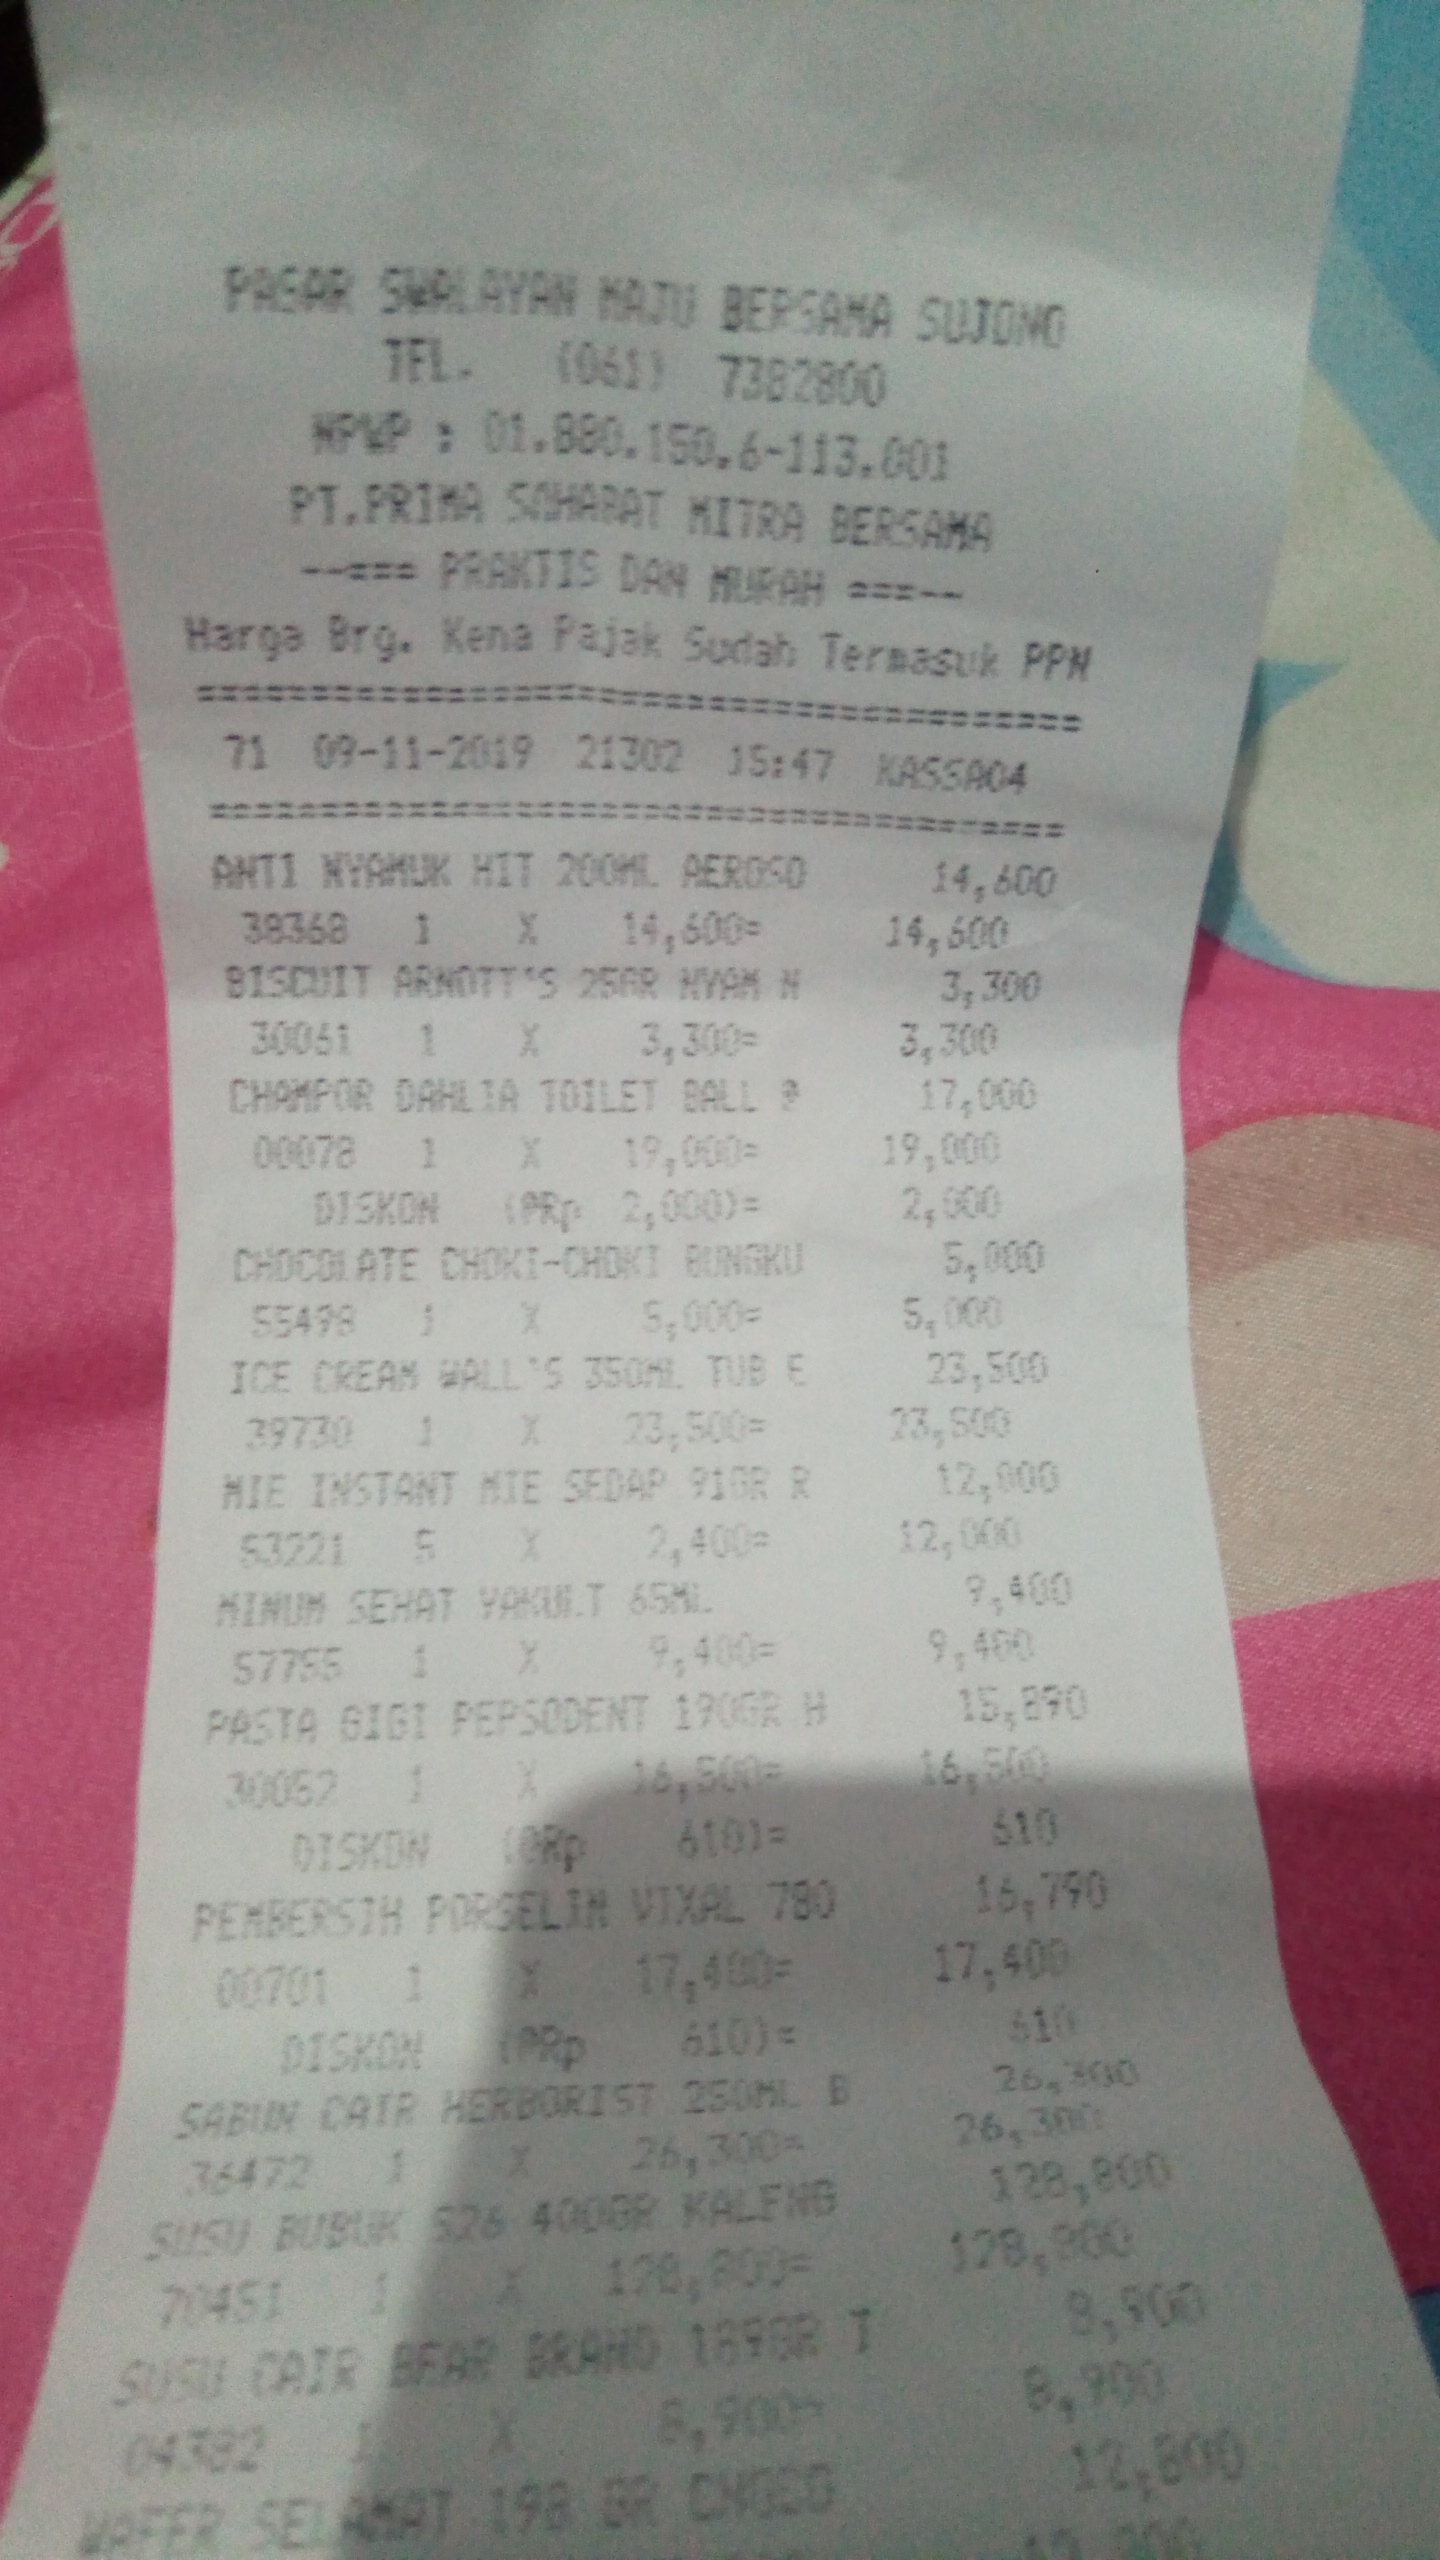 PASAR SWALAYAN MAJU BERSAMA SUJONO
TEL. (061) 7382800
NPWP : 01.880.150.6-113.001
PT.PRIMA SAHABAT MITRA BERSAMA
--=== PRAKTIS DAN MURAH ===--
Harga Brg. Kena Pajak Sudah Termasuk PPN
========================================
71 09-11-2019 21302 15:47 KASSA04
========================================
ANTI NYAMUK HIT 200ML AEROSO 14,600
38368 1 X 14,600= 14,600
BISCUIT ARNOTT'S 25GR NYAM N 3,300
30061 1 X 3,300= 3,300
CHAMPOR DAHLIA TOILET BALL @ 17,000
00078 1 X 19,000= 19,000
DISKON (@Rp 2,000)= 2,000
CHOCOLATE CHOKI-CHOKI BUNGKU 5,000
55498 1 X 5,000= 5,000
ICE CREAM WALL'S 350ML TUB E 23,500
39730 1 X 23,500= 23,500
MIE INSTANT MIE SEDAP 91GR R 12,000
53221 5 X 2,400= 12,000
MINUM SEHAT YAKULT 65ML 9,400
57755 1 X 9,400= 9,400
PASTA GIGI PEPSODENT 190GR H 15,890
30052 1 X 16,500= 16,500
DISKON (@Rp 610)= 610
PEMBERSIH PORSELIN VIXAL 780 16,790
00701 1 X 17,400= 17,400
DISKON (@Rp 610)= 610
SABUN CAIR HERBORIST 250ML B 26,300
36472 1 X 26,300= 26,300
SUSU BUBUK S26 400GR KALENG 128,800
70451 1 X 128,800= 128,800
SUSU CAIR BEAR BRAND 189GR T 8,900
04382 1 X 8,900= 8,900
WAFER SELAMAT 198 GR CHOCO 12,800